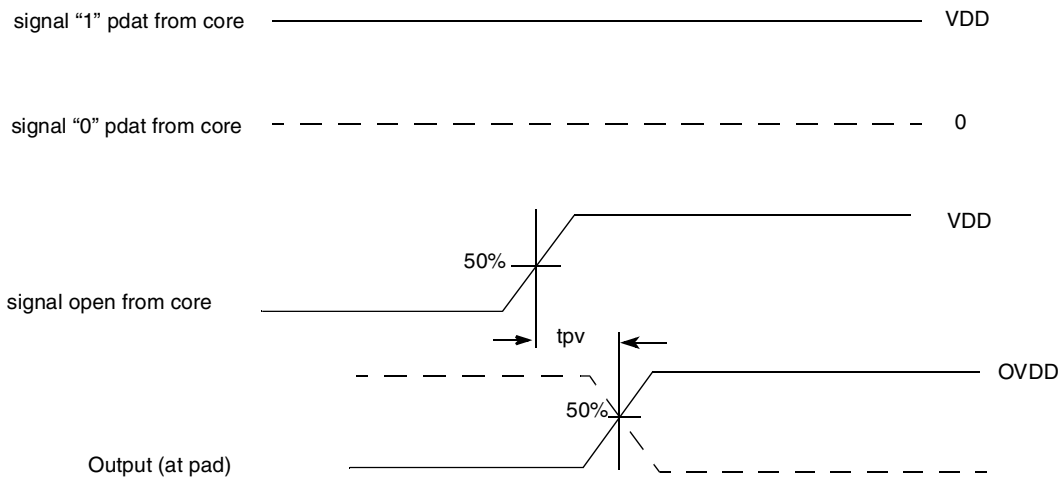 signal “1” pdat from core
VDD
signal “0” pdat from core
0
VDD
50%
signal open from core
tpv
OVDD
50%
Output (at pad)